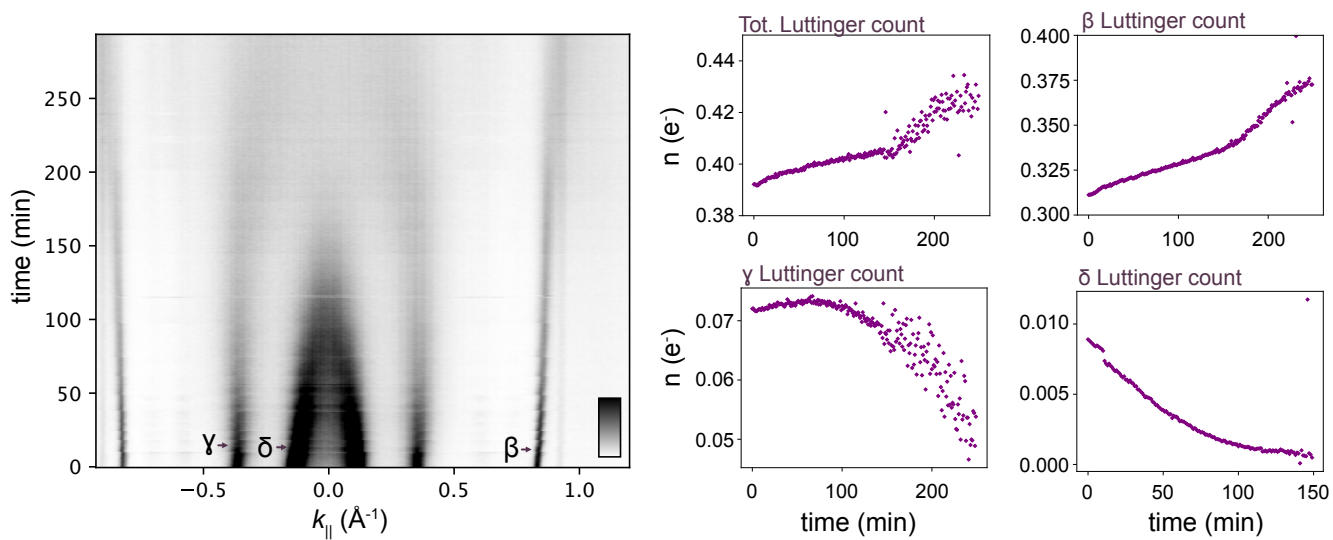 250
200
150
100
50
0
time (min)
γ
δ
β
−0.5
0.0
0.5
1.0
k|| (Å-1)
Tot. Luttinger count
0.44
0.42
0.40
0.38
n (e-)
0
100
200
β Luttinger count
0.400
0.375
0.350
0.325
0.300
0
100
200
γ Luttinger count
0.07
0.06
0.05
n (e-)
0
100
200
time (min)
δ Luttinger count
0.010
0.005
0.000
0
50
100
150
time (min)